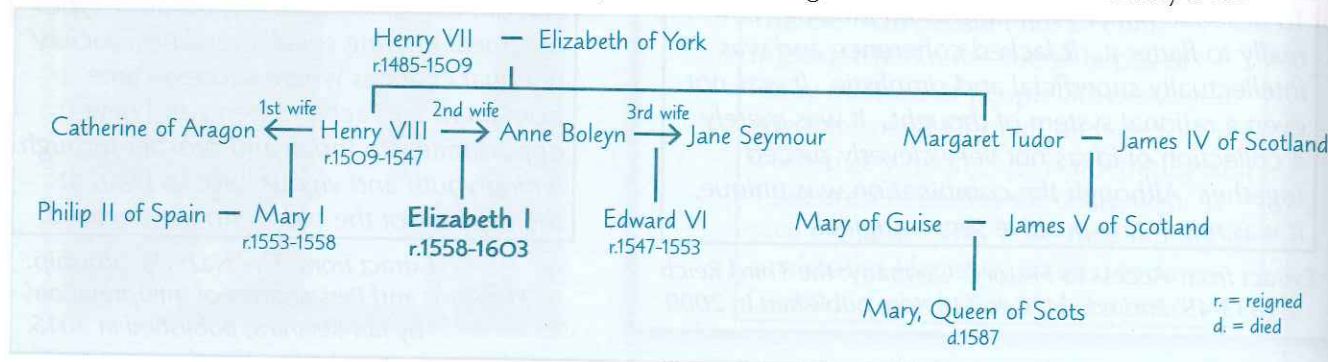 Henry VII — Elizabeth of York
r.1485-1509
1st wife 2nd wife 3rd wife
Catherine of Aragon ← Henry VIII → Anne Boleyn → Jane Seymour Margaret Tudor — James IV of Scotland
r.1509-1547
Philip II of Spain — Mary I Elizabeth I Edward VI Mary of Guise — James V of Scotland
r.1553-1558 r.1558-1603 r.1547-1553
Mary, Queen of Scots r. = reigned
d.1587 d. = died